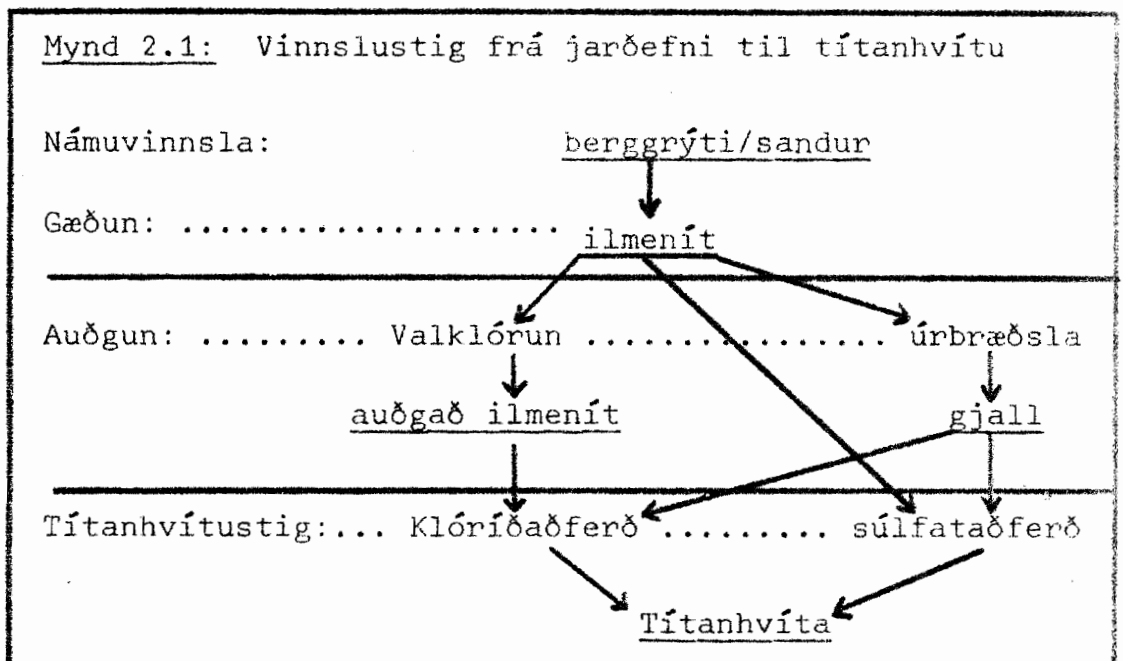 Mynd 2.1: Vinnslustig frá jarðefni til títanhvítu
Námuvinnsla: berggrýti/sandur
Gæðun: .................... ilmenít
Auðgun: ......... Valklórun ................ úrbræðsla
auðgað ilmenít gjall
Títanhvítustig:... Klóríðaðferð ......... súlfataðferð
Títanhvíta